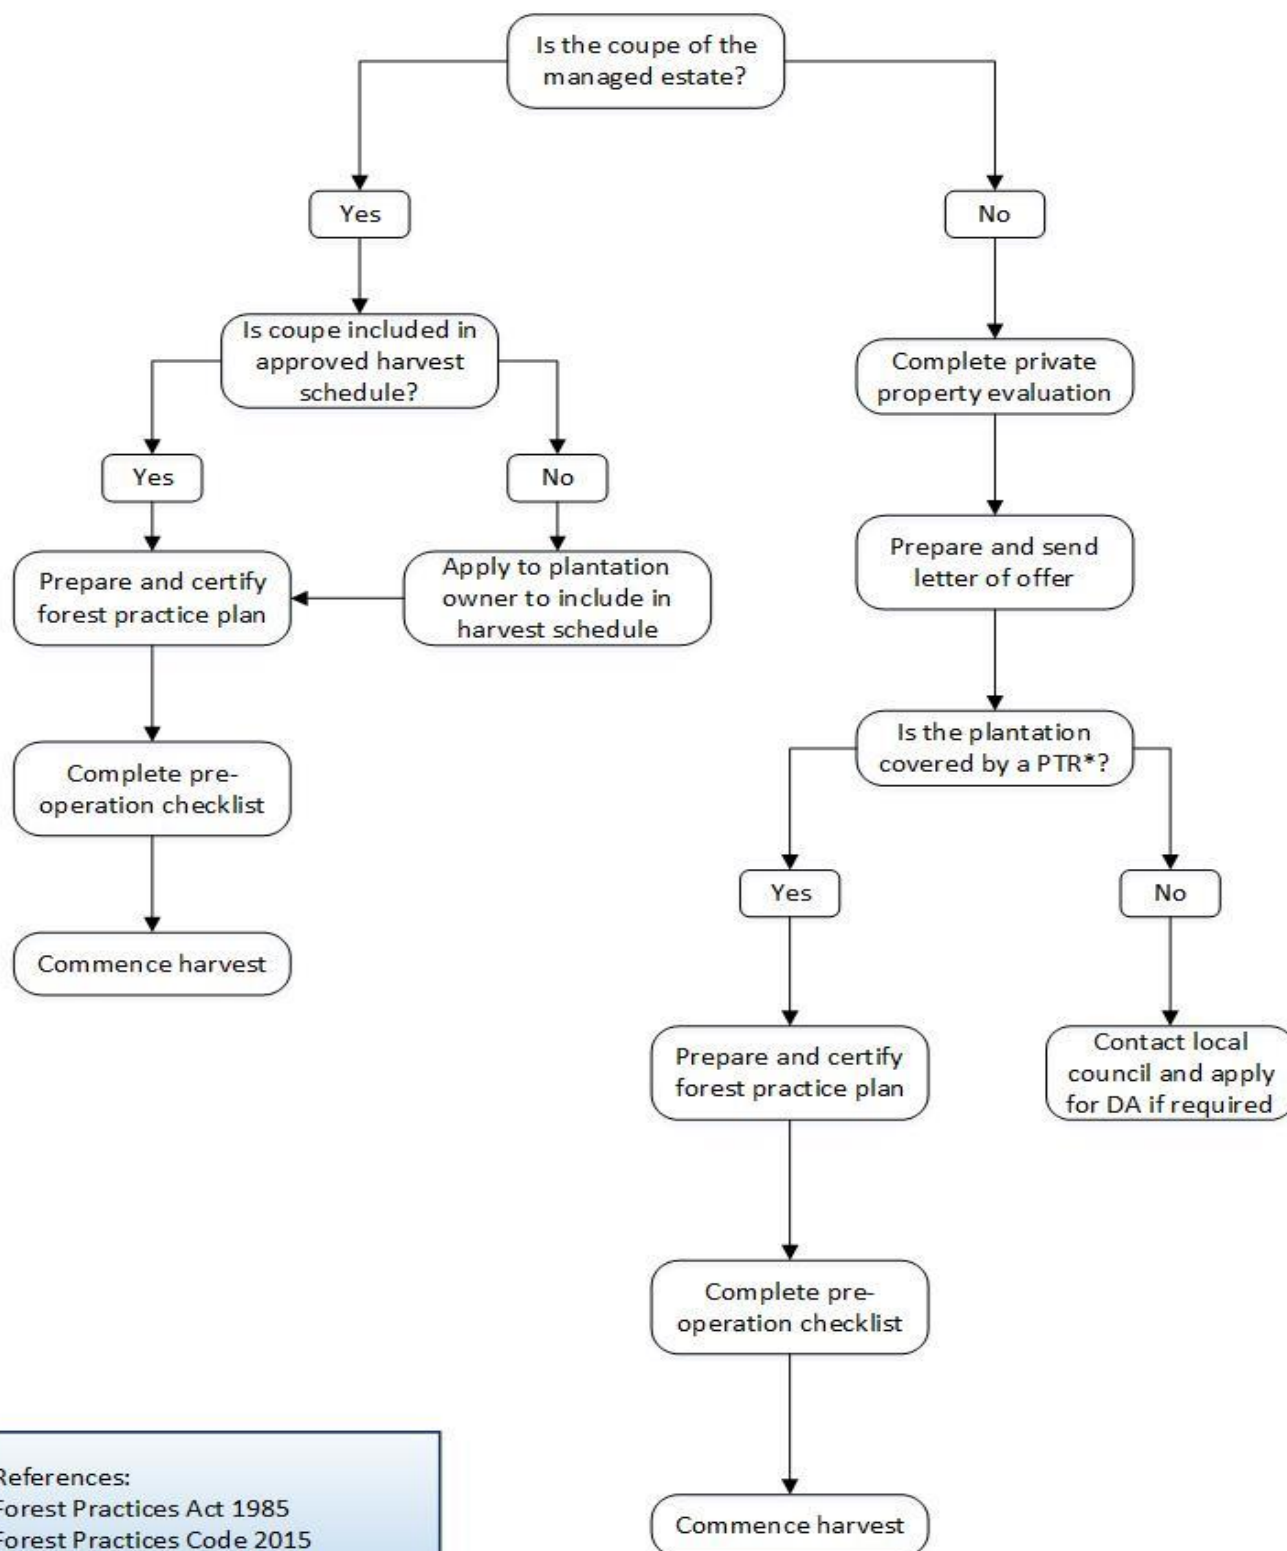 Is the coupe of the
managed estate?
Yes
No
Is coupe included in
approved harvest
schedule?
Complete private
property evaluation
Yes
No
Prepare and certify
forest practice plan
Apply to plantation
owner to include in
harvest schedule
Prepare and send
letter of offer
Is the plantation
covered by a PTR*?
Complete pre-
operation checklist
Yes
No
Commence harvest
Prepare and certify
forest practice plan
Contact local
council and apply
for DA if required
Complete pre-
operation checklist
Commence harvest
References:
Forest Practices Act 1985
Forest Practices Code 2015